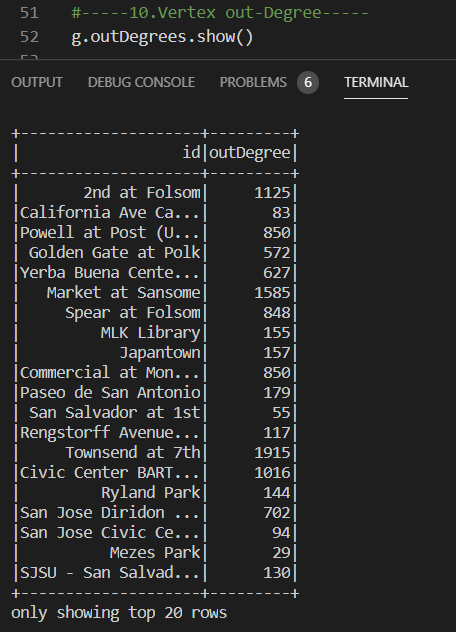 51 #-----10.Vertex out-Degree-----
52 g.outDegrees.show()
OUTPUT DEBUG CONSOLE PROBLEMS 6 TERMINAL
+--------------------+---------+
|                  id|outDegree|
+--------------------+---------+
|       2nd at Folsom|     1125|
|California Ave Ca...|       83|
|Powell at Post (U...|      850|
| Golden Gate at Polk|      572|
|Yerba Buena Cente...|      627|
|   Market at Sansome|     1585|
|     Spear at Folsom|      848|
|         MLK Library|      155|
|           Japantown|      157|
|Commercial at Mon...|      850|
|Paseo de San Antonio|      179|
| San Salvador at 1st|       55|
|Rengstorff Avenue...|      117|
|     Townsend at 7th|     1915|
|Civic Center BART...|     1016|
|         Ryland Park|      144|
|San Jose Diridon ...|      702|
|San Jose Civic Ce...|       94|
|          Mezes Park|       29|
|SJSU - San Salvad...|      130|
+--------------------+---------+
only showing top 20 rows